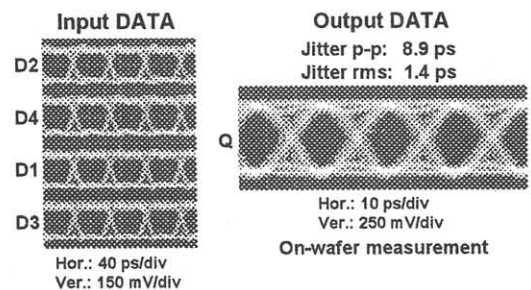 Input DATA
D2
D4
D1
D3
Hor.: 40 ps/div
Ver.: 150 mV/div
Output DATA
Jitter p-p: 8.9 ps
Jitter rms: 1.4 ps
Q
Hor.: 10 ps/div
Ver.: 250 mV/div
On-wafer measurement